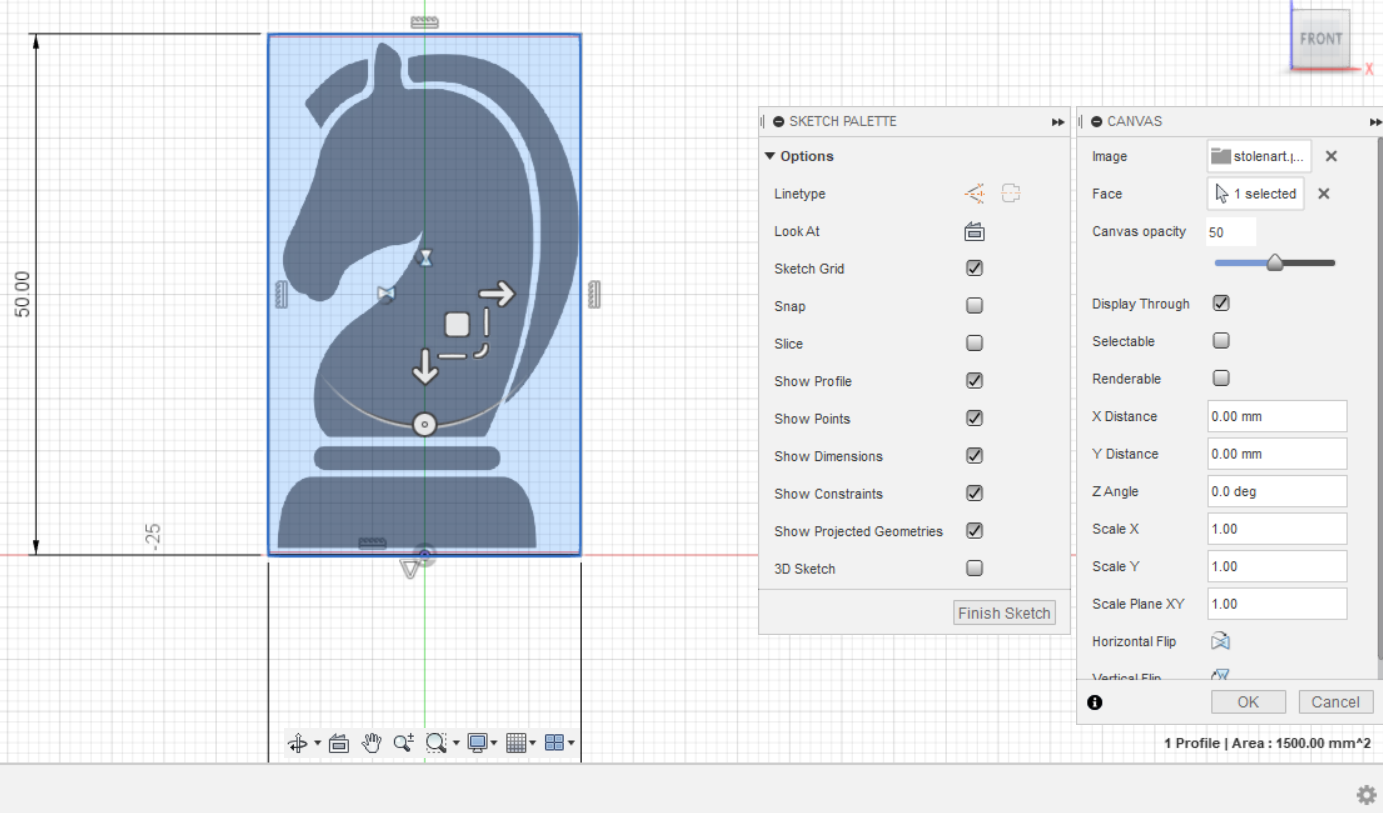 FRONT
X
50.00
-25
SKETCH PALETTE
Options
Linetype
Look At
Sketch Grid
Snap
Slice
Show Profile
Show Points
Show Dimensions
Show Constraints
Show Projected Geometries
3D Sketch
Finish Sketch
CANVAS
Image stolenart.p...
Face 1 selected
Canvas opacity 50
Display Through
Selectable
Renderable
X Distance 0.00 mm
Y Distance 0.00 mm
Z Angle 0.0 deg
Scale X 1.00
Scale Y 1.00
Scale Plane XY 1.00
Horizontal Flip
Vertical Flip
OK Cancel
1 Profile | Area : 1500.00 mm^2